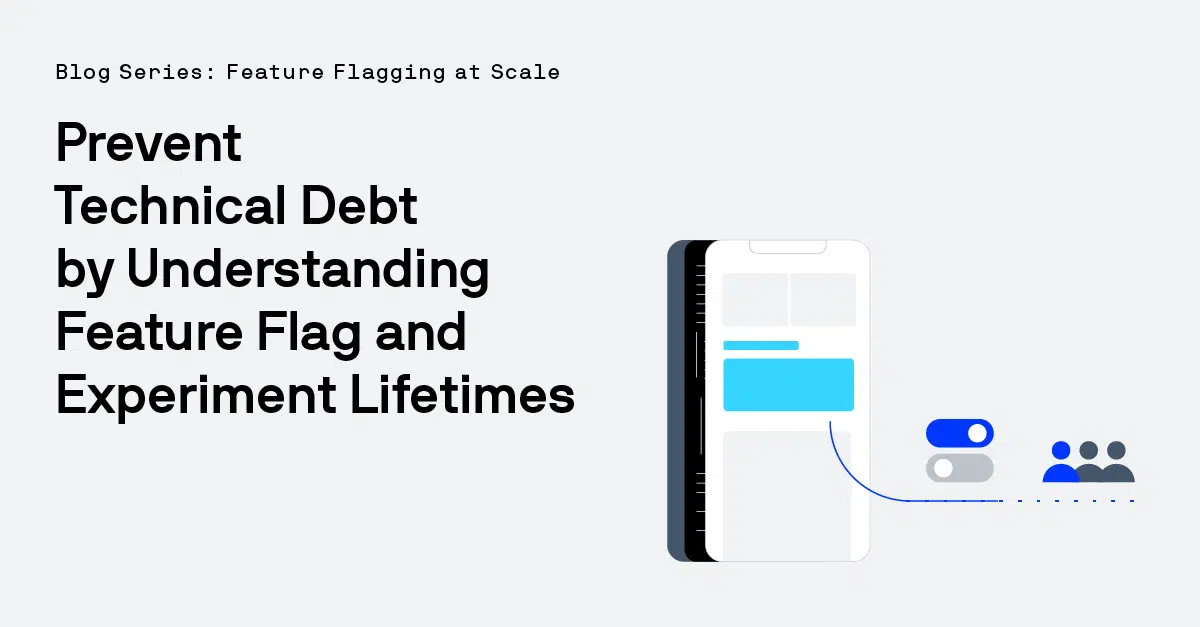 Blog Series: Feature Flagging at Scale
Prevent
Technical Debt
by Understanding
Feature Flag and
Experiment Lifetimes